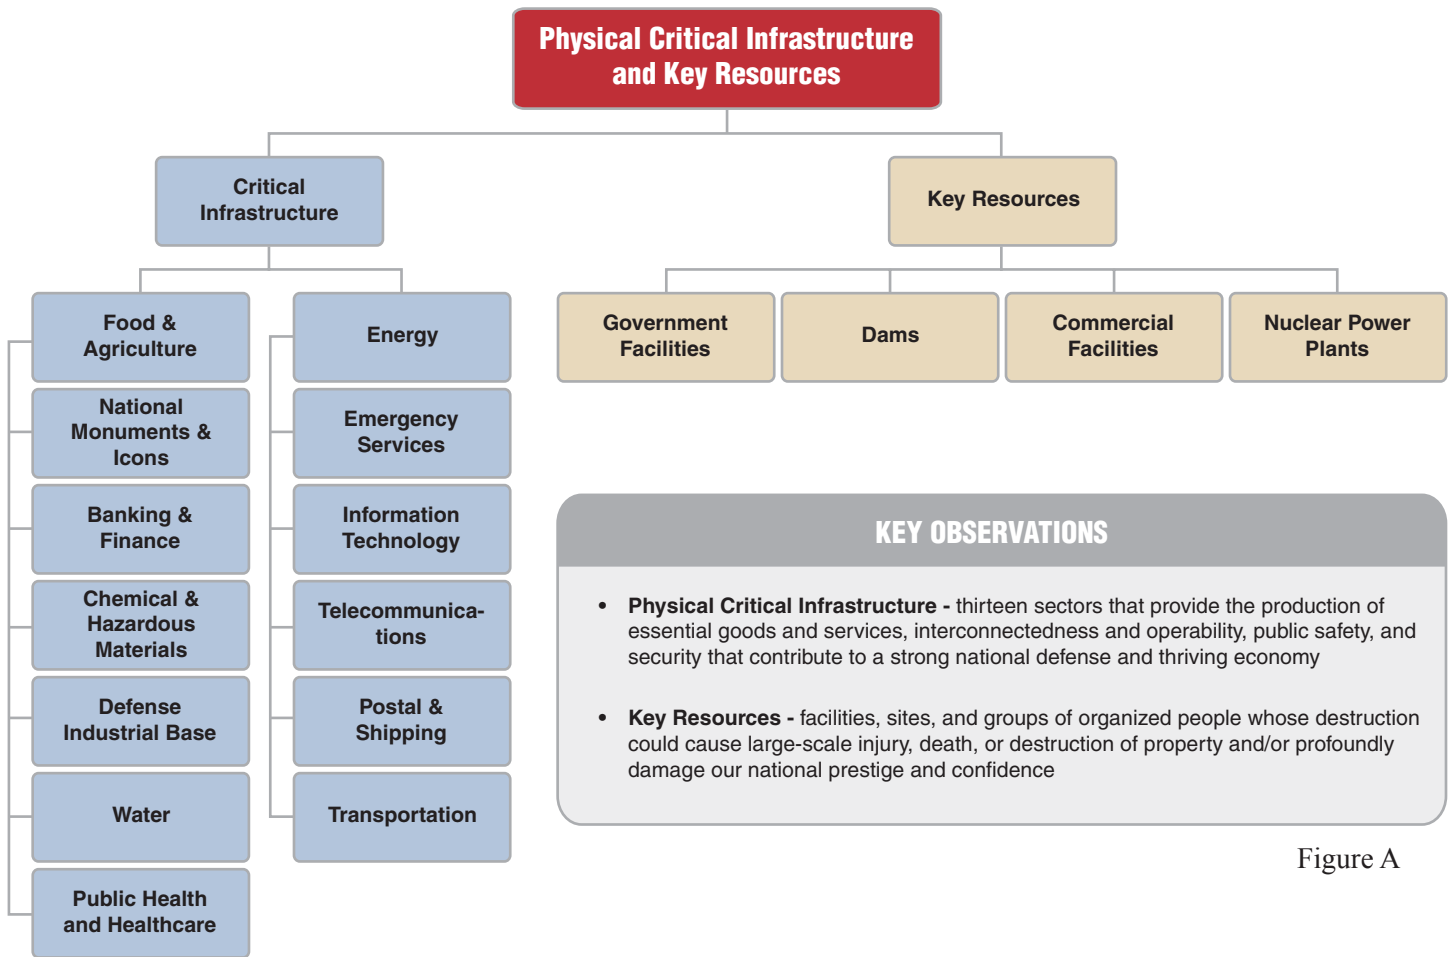 Physical Critical Infrastructure
and Key Resources
Critical
Infrastructure
Key Resources
Food &
Agriculture
National
Monuments &
Icons
Banking &
Finance
Chemical &
Hazardous
Materials
Defense
Industrial Base
Water
Public Health
and Healthcare
Energy
Emergency
Services
Information
Technology
Telecommunica-
tions
Postal &
Shipping
Transportation
Government
Facilities
Dams
Commercial
Facilities
Nuclear Power
Plants
KEY OBSERVATIONS
• Physical Critical Infrastructure - thirteen sectors that provide the production of
essential goods and services, interconnectedness and operability, public safety, and
security that contribute to a strong national defense and thriving economy
• Key Resources - facilities, sites, and groups of organized people whose destruction
could cause large-scale injury, death, or destruction of property and/or profoundly
damage our national prestige and confidence
Figure A